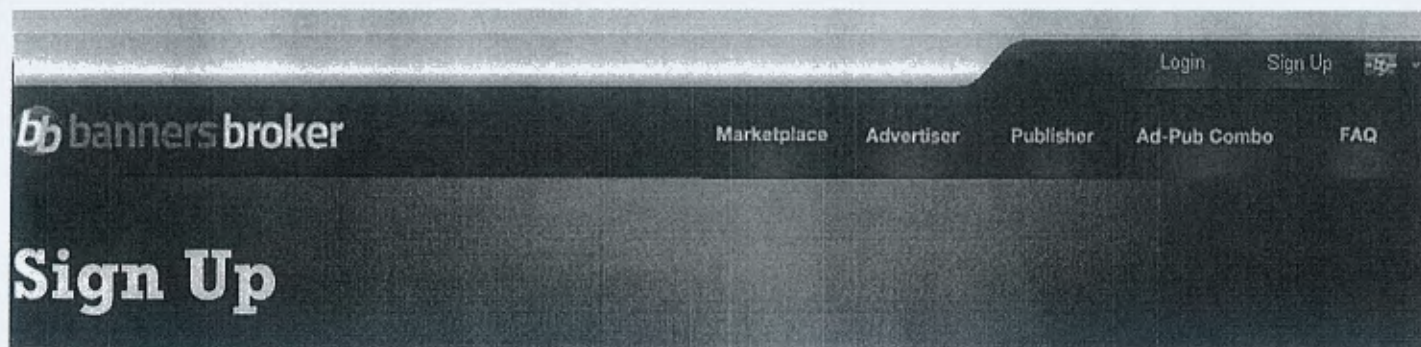 Login Sign Up
bb bannersbroker
Marketplace Advertiser Publisher Ad-Pub Combo FAQ
Sign Up